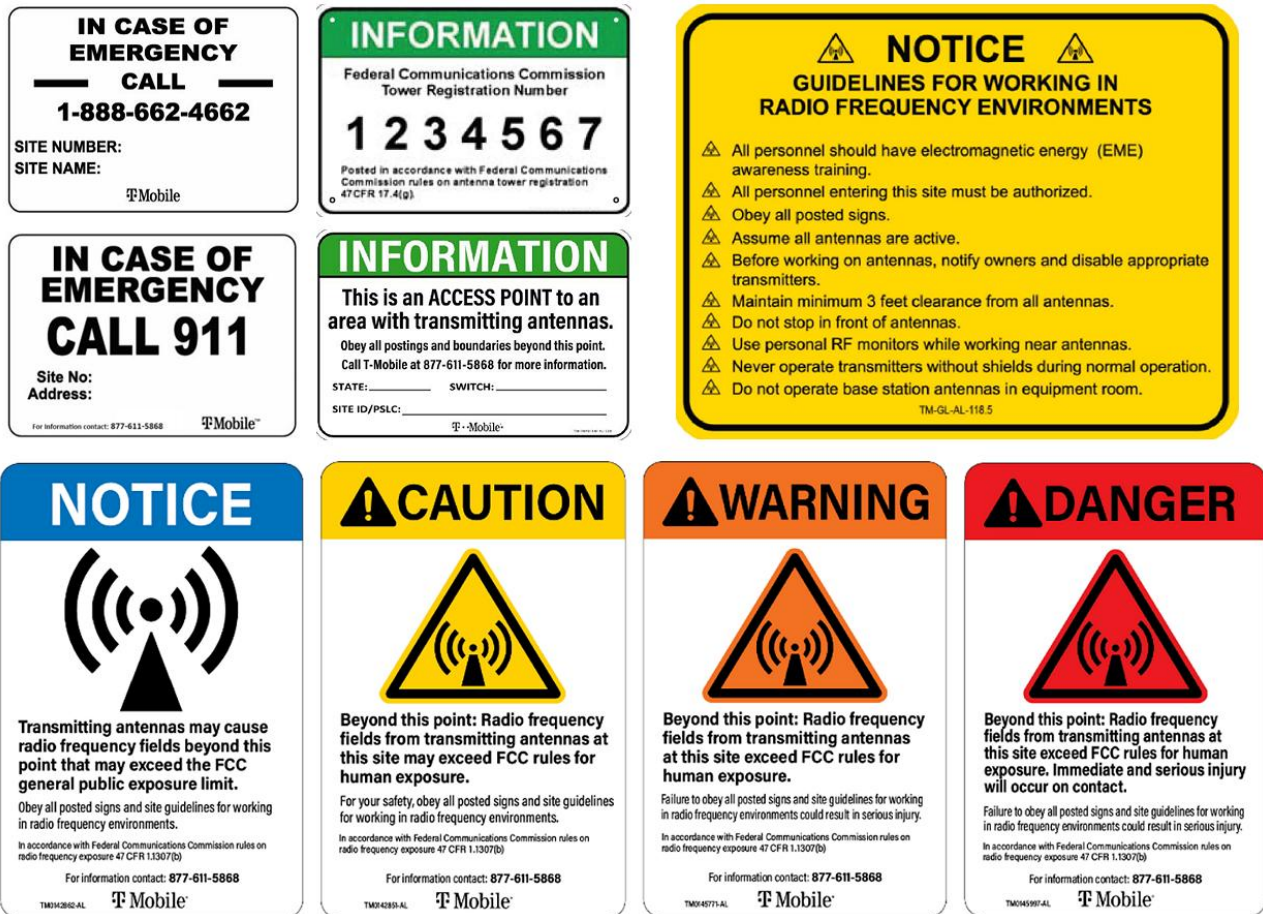 IN CASE OF
EMERGENCY
CALL
1-888-662-4662
SITE NUMBER:
SITE NAME:
T Mobile
INFORMATION
Federal Communications Commission
Tower Registration Number
1 2 3 4 5 6 7
Posted in accordance with Federal Communications
Commission rules on antenna tower registration
47CFR 17.4(g).
NOTICE
GUIDELINES FOR WORKING IN
RADIO FREQUENCY ENVIRONMENTS
All personnel should have electromagnetic energy (EME)
awareness training.
All personnel entering this site must be authorized.
Obey all posted signs.
Assume all antennas are active.
Before working on antennas, notify owners and disable appropriate
transmitters.
Maintain minimum 3 feet clearance from all antennas.
Do not stop in front of antennas.
Use personal RF monitors while working near antennas.
Never operate transmitters without shields during normal operation.
Do not operate base station antennas in equipment room.
TM-GL-AL-118.5
IN CASE OF
EMERGENCY
CALL 911
Site No:
Address:
For information contact: 877-611-5868
T Mobile™
INFORMATION
This is an ACCESS POINT to an
area with transmitting antennas.
Obey all postings and boundaries beyond this point.
Call T-Mobile at 877-611-5868 for more information.
STATE: SWITCH:
SITE ID/PSLC:
T··Mobile·
NOTICE
Transmitting antennas may cause
radio frequency fields beyond this
point that may exceed the FCC
general public exposure limit.
Obey all posted signs and site guidelines for working
in radio frequency environments.
In accordance with Federal Communications Commission rules on
radio frequency exposure 47 CFR 1.1307(b)
For information contact: 877-611-5868
TM0142862-AL T Mobile
CAUTION
Beyond this point: Radio frequency
fields from transmitting antennas at
this site may exceed FCC rules for
human exposure.
For your safety, obey all posted signs and site guidelines
for working in radio frequency environments.
In accordance with Federal Communications Commission rules on
radio frequency exposure 47 CFR 1.1307(b)
For information contact: 877-611-5868
TM0142851-AL T Mobile
WARNING
Beyond this point: Radio frequency
fields from transmitting antennas
at this site exceed FCC rules for
human exposure.
Failure to obey all posted signs and site guidelines for working
in radio frequency environments could result in serious injury.
In accordance with Federal Communications Commission rules on
radio frequency exposure 47 CFR 1.1307(b)
For information contact: 877-611-5868
TM0145771-AL T Mobile
DANGER
Beyond this point: Radio frequency
fields from transmitting antennas at
this site exceed FCC rules for human
exposure. Immediate and serious injury
will occur on contact.
Failure to obey all posted signs and site guidelines for working
in radio frequency environments could result in serious injury.
In accordance with Federal Communications Commission rules on
radio frequency exposure 47 CFR 1.1307(b)
For information contact: 877-611-5868
TM0145997-AL T Mobile